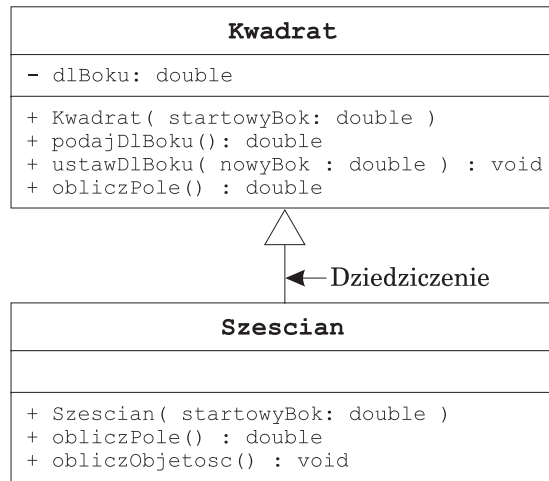 Kwadrat
- dlBoku: double
+ Kwadrat( startowyBok: double )
+ podajDlBoku(): double
+ ustawDlBoku( nowyBok : double ) : void
+ obliczPole() : double
Dziedziczenie
Szescian
+ Szescian( startowyBok: double )
+ obliczPole() : double
+ obliczObjetosc() : void